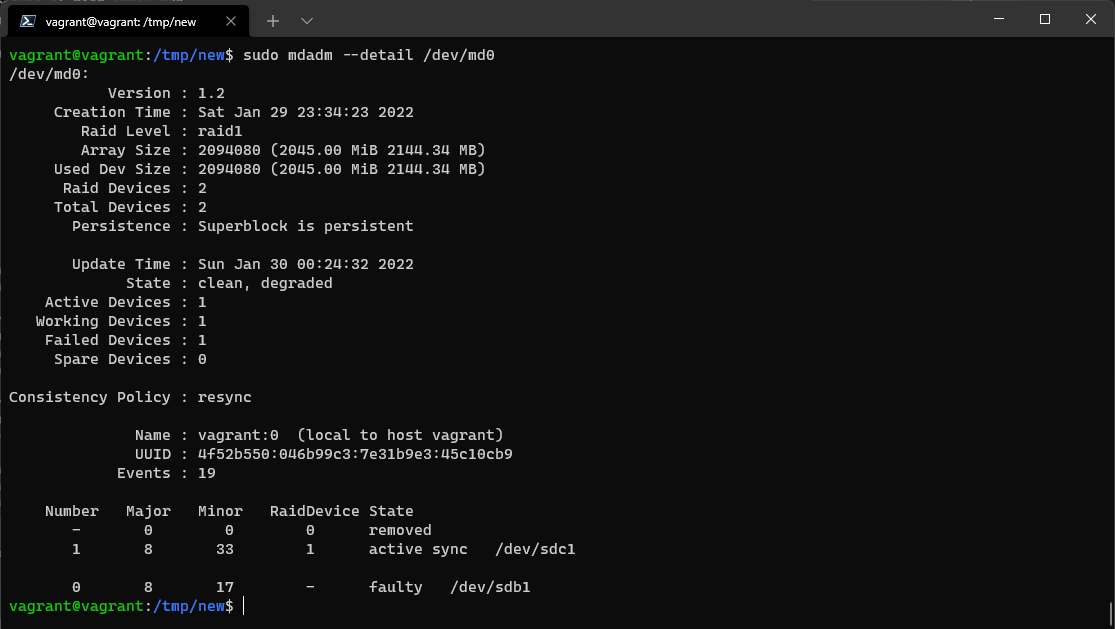 vagrant@vagrant: /tmp/new
vagrant@vagrant:/tmp/new$ sudo mdadm --detail /dev/md0
/dev/md0:
           Version : 1.2
     Creation Time : Sat Jan 29 23:34:23 2022
        Raid Level : raid1
        Array Size : 2094080 (2045.00 MiB 2144.34 MB)
     Used Dev Size : 2094080 (2045.00 MiB 2144.34 MB)
      Raid Devices : 2
     Total Devices : 2
       Persistence : Superblock is persistent

       Update Time : Sun Jan 30 00:24:32 2022
             State : clean, degraded
    Active Devices : 1
   Working Devices : 1
    Failed Devices : 1
     Spare Devices : 0

Consistency Policy : resync

              Name : vagrant:0  (local to host vagrant)
              UUID : 4f52b550:046b99c3:7e31b9e3:45c10cb9
            Events : 19

    Number   Major   Minor   RaidDevice State
       -       0        0        0      removed
       1       8       33        1      active sync   /dev/sdc1

       0       8       17        -      faulty   /dev/sdb1
vagrant@vagrant:/tmp/new$